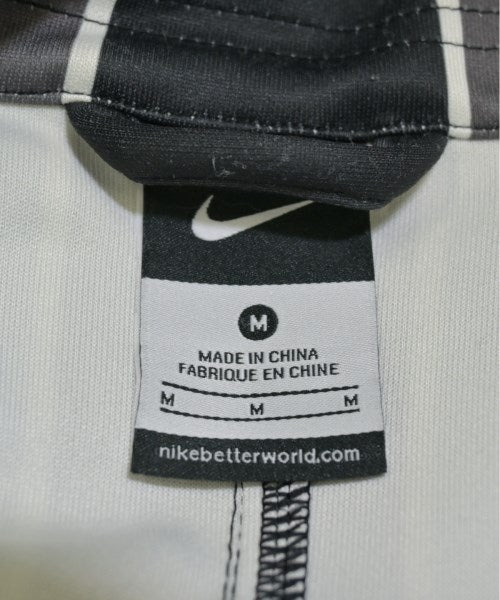 M
MADE IN CHINA
FABRIQUE EN CHINE
M M M
nikebetterworld.com